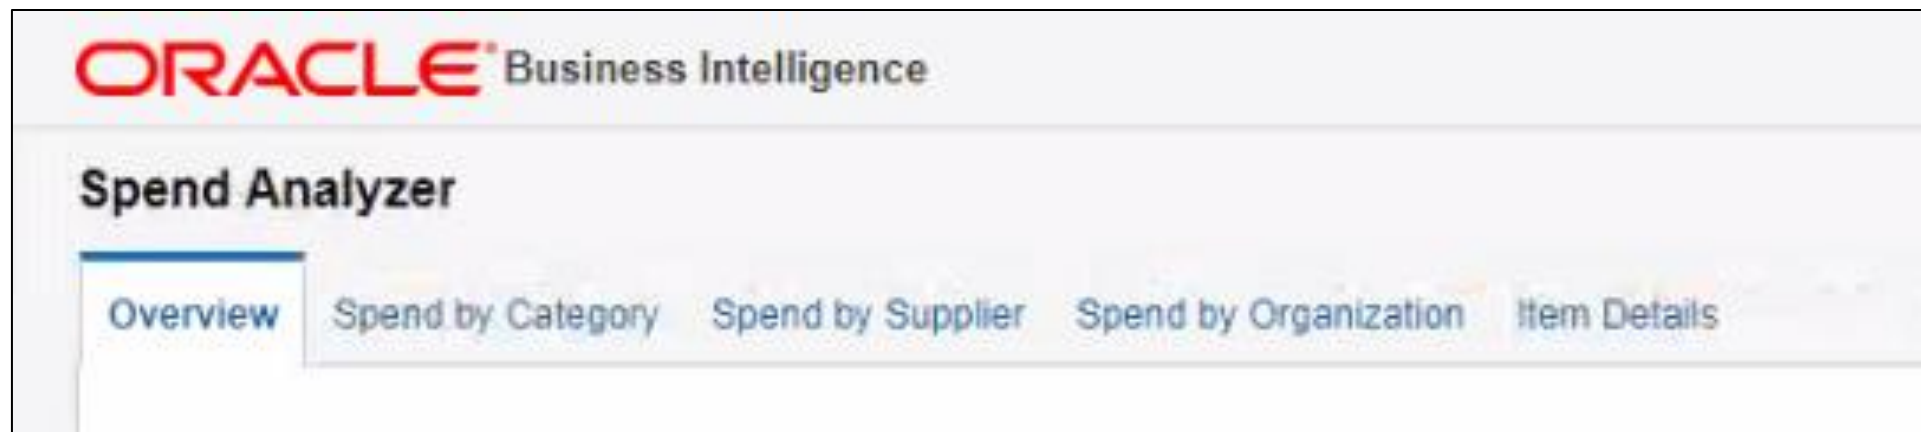 ORACLE Business Intelligence
Spend Analyzer
Overview Spend by Category Spend by Supplier Spend by Organization Item Details